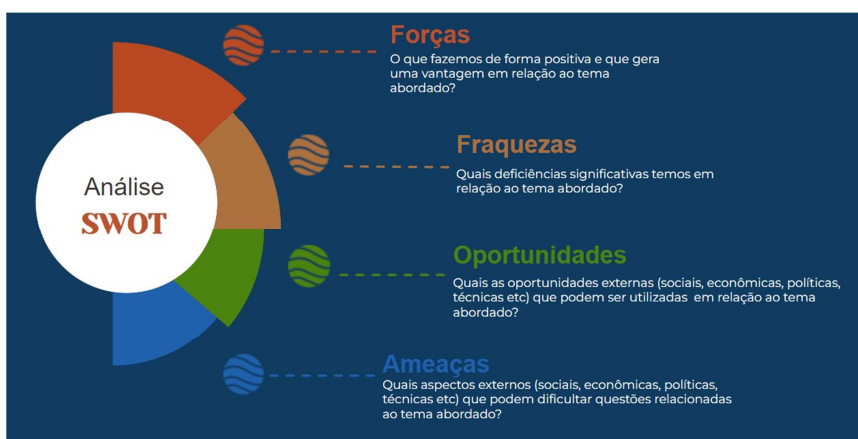 Análise
SWOT
Forças
O que fazemos de forma positiva e que gera
uma vantagem em relação ao tema
abordado?
Fraquezas
Quais deficiências significativas temos em
relação ao tema abordado?
Oportunidades
Quais as oportunidades externas (sociais, econômicas, políticas,
técnicas etc) que podem ser utilizadas em relação ao tema
abordado?
Ameaças
Quais aspectos externos (sociais, econômicas, políticas,
técnicas etc) que podem dificultar questões relacionadas
ao tema abordado?